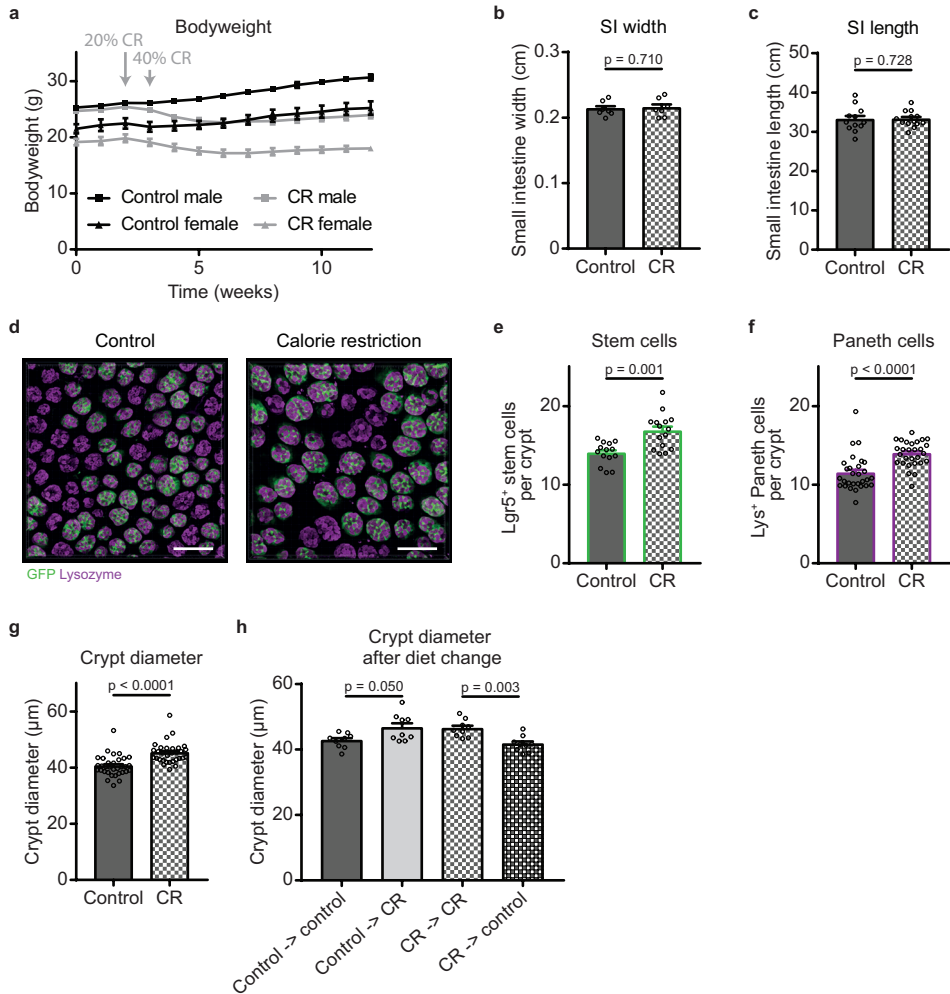 a
Bodyweight
20% CR
40% CR
Bodyweight (g)
30
20
10
0
Control male
CR male
Control female
CR female
0
5
10
Time (weeks)
b
SI width
Small intestine width (cm)
0.3
0.2
0.1
0
p = 0.710
Control
CR
c
SI length
Small intestine length (cm)
50
40
30
20
10
0
p = 0.728
Control
CR
d
Control
Calorie restriction
GFP Lysozyme
e
Stem cells
p = 0.001
Lgr5⁺ stem cells
per crypt
20
10
0
Control
CR
f
Paneth cells
p < 0.0001
Lys⁺ Paneth cells
per crypt
20
10
0
Control
CR
g
Crypt diameter
p < 0.0001
Crypt diameter (µm)
60
40
20
0
Control
CR
h
Crypt diameter
after diet change
p = 0.050
p = 0.003
Crypt diameter (µm)
60
40
20
0
Control -> control
Control -> CR
CR -> CR
CR -> control